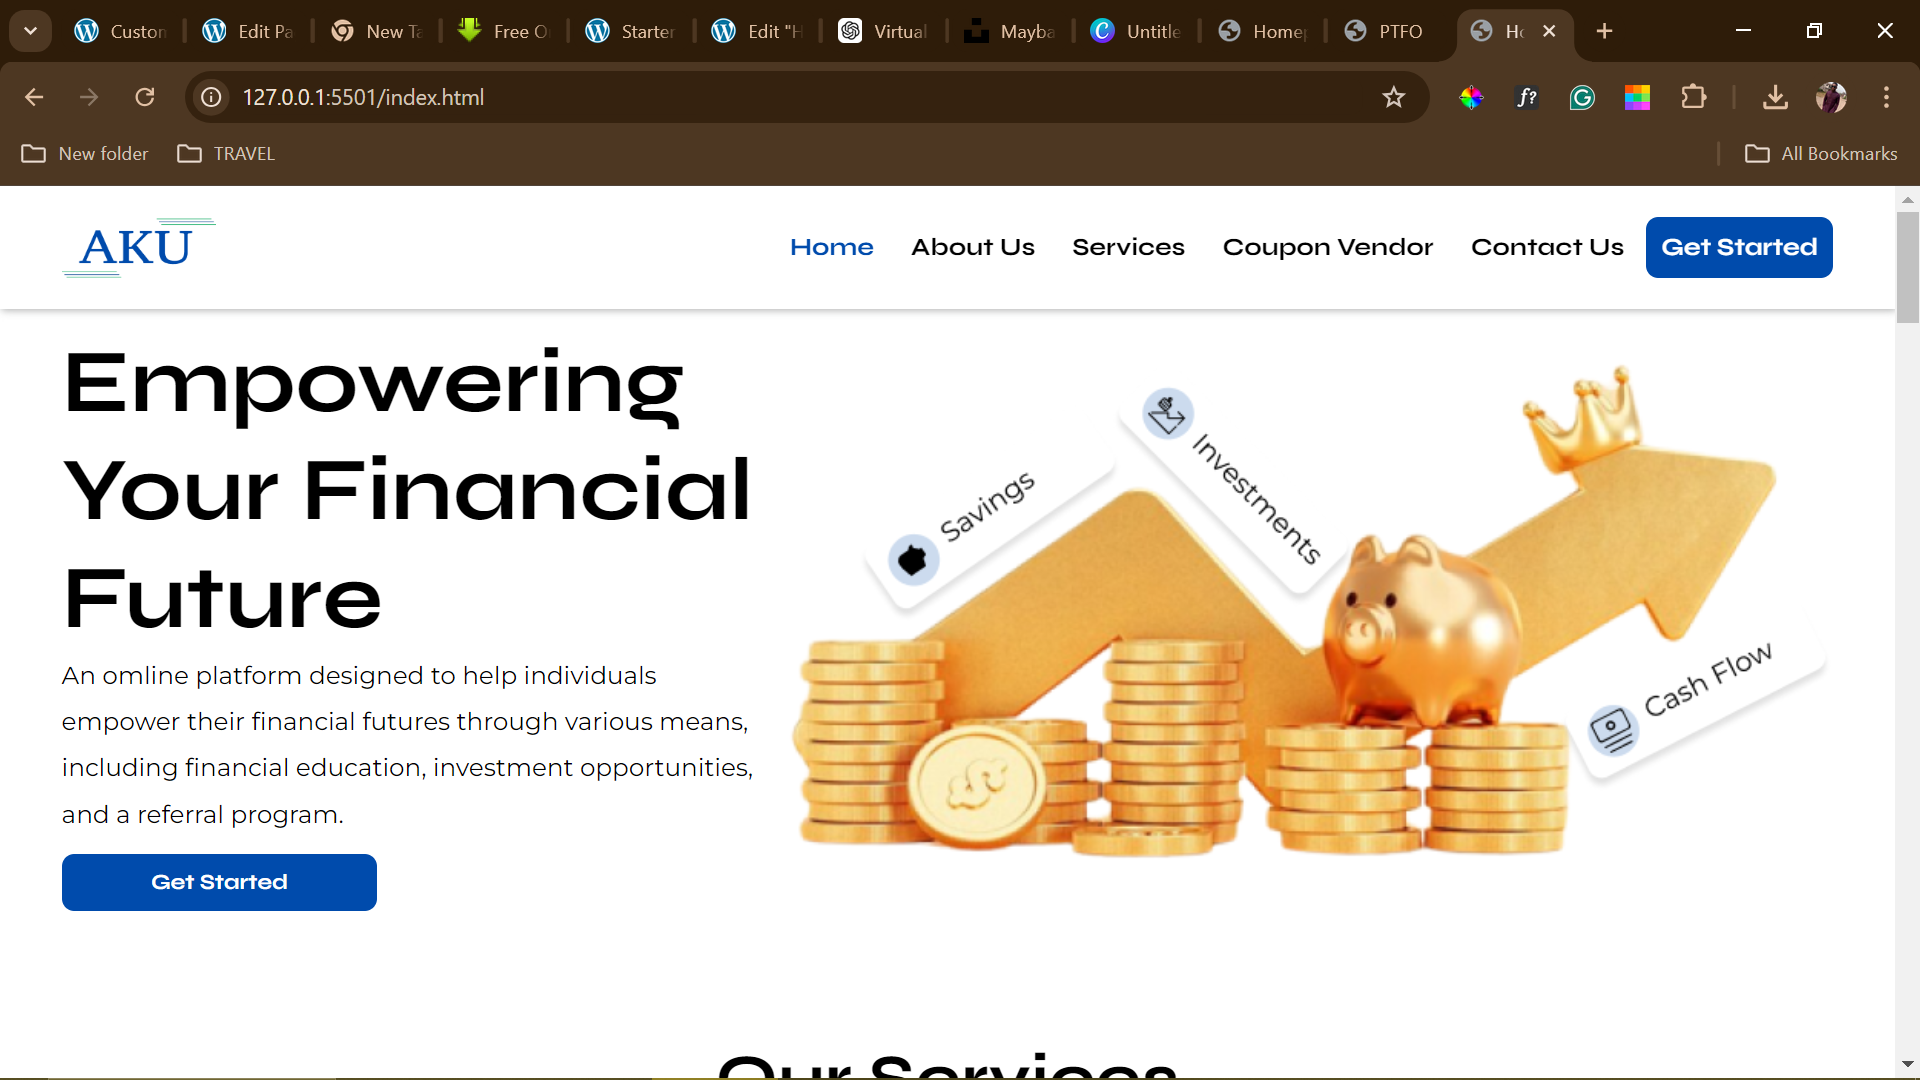 Custom
Edit Pa
New Ta
Free O
Starter
Edit "H
Virtual
Mayba
Untitle
Home
PTFO
Ho
127.0.0.1:5501/index.html
New folder
TRAVEL
All Bookmarks
AKU
Home
About Us
Services
Coupon Vendor
Contact Us
Get Started
Empowering
Your Financial
Future
An omline platform designed to help individuals
empower their financial futures through various means,
including financial education, investment opportunities,
and a referral program.
Get Started
Savings
Investments
Cash Flow
Our Services